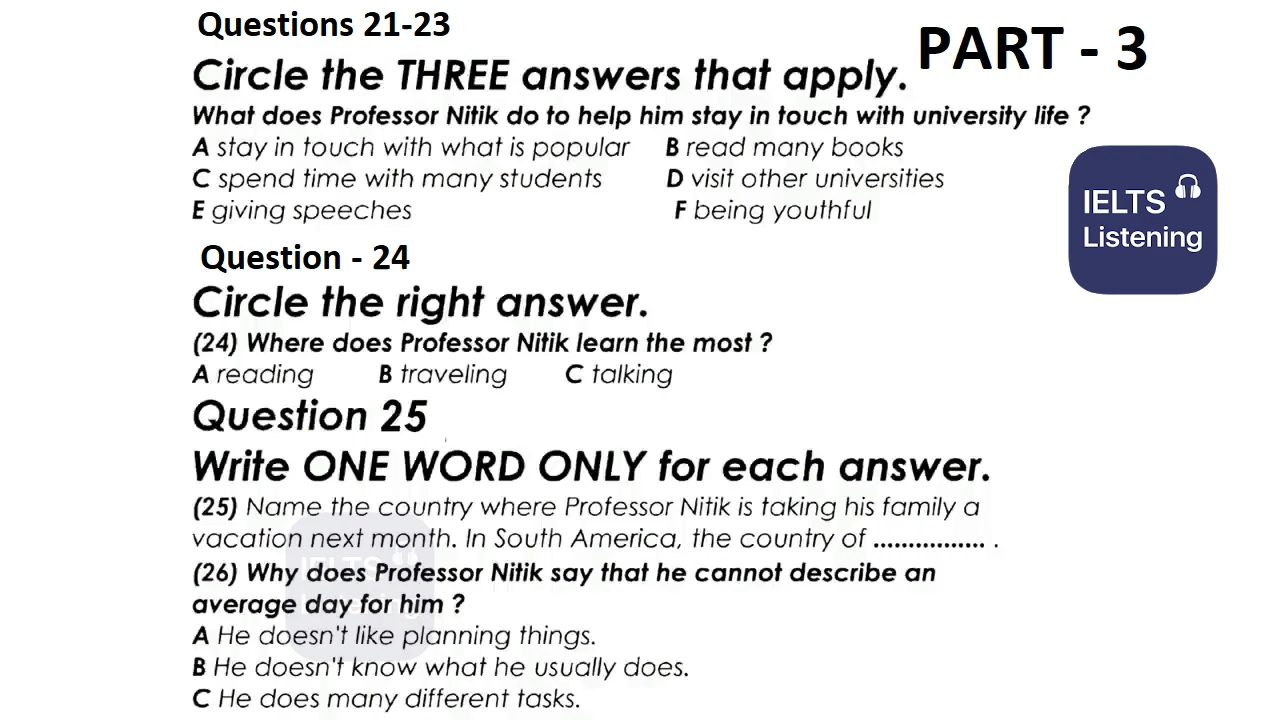 Questions 21-23
PART - 3
Circle the THREE answers that apply.
What does Professor Nitik do to help him stay in touch with university life ?
A stay in touch with what is popular B read many books
C spend time with many students D visit other universities
E giving speeches F being youthful
IELTS
Listening
Question - 24
Circle the right answer.
(24) Where does Professor Nitik learn the most ?
A reading B traveling C talking
Question 25
Write ONE WORD ONLY for each answer.
(25) Name the country where Professor Nitik is taking his family a
vacation next month. In South America, the country of ................. .
(26) Why does Professor Nitik say that he cannot describe an
average day for him ?
A He doesn't like planning things.
B He doesn't know what he usually does.
C He does many different tasks.
IELTS
Listening